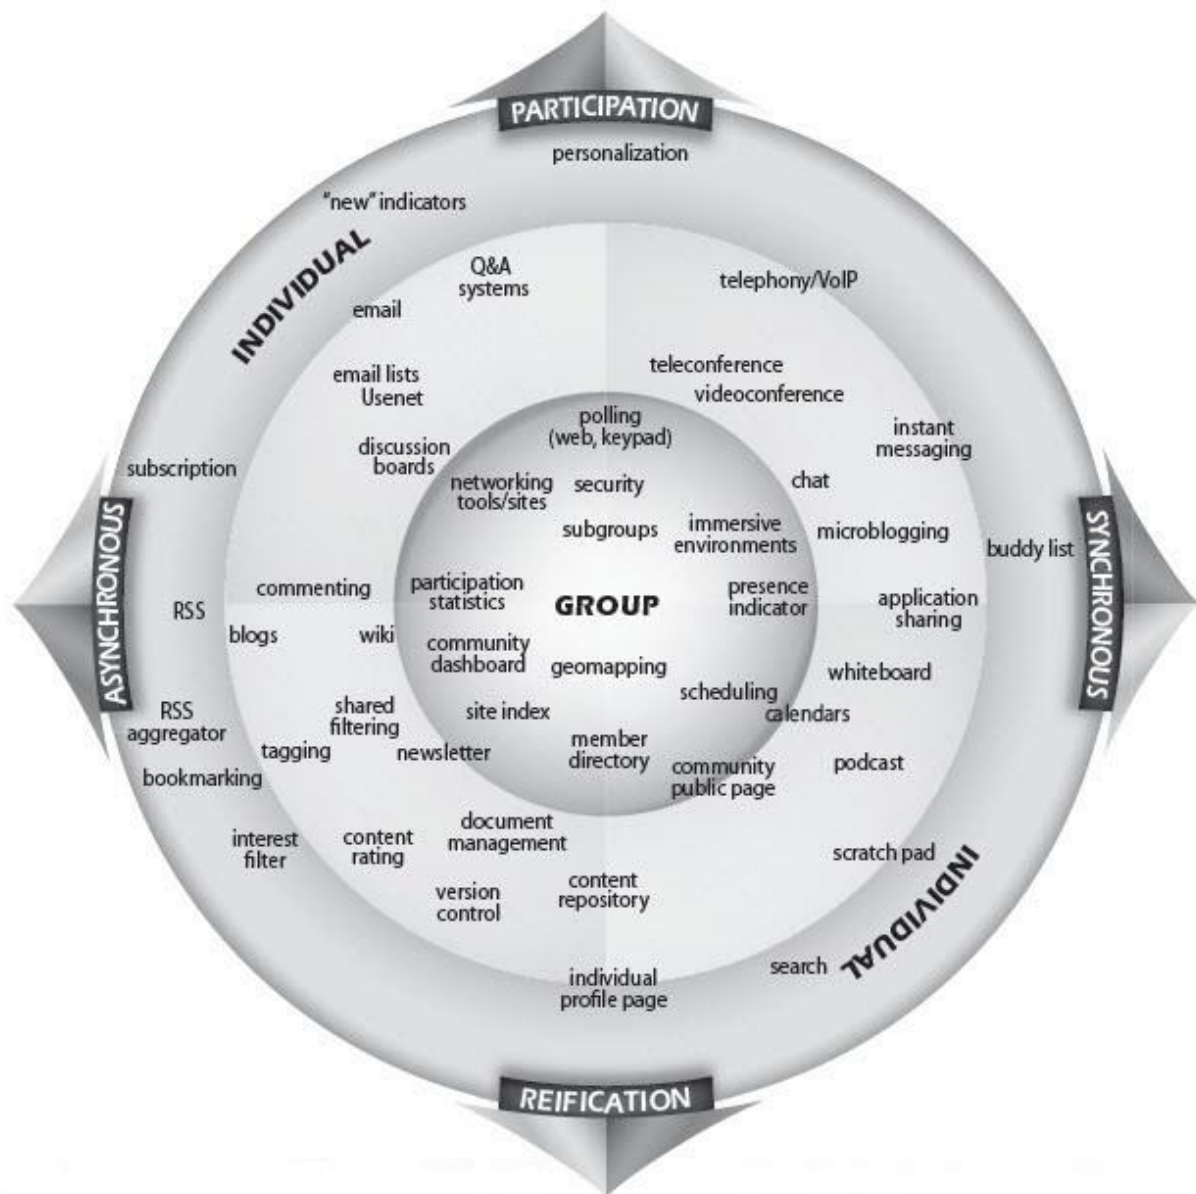 PARTICIPATION
personalization
“new” indicators
INDIVIDUAL
Q&A
systems
telephony/VoIP
email
teleconference
email lists
Usenet
videoconference
polling
(web, keypad)
instant
messaging
discussion
boards
subscription
networking
tools/sites
security
chat
subgroups
immersive
environments
microblogging
buddy list
ASYNCHRONOUS
SYNCHRONOUS
commenting
participation
statistics
GROUP
presence
indicator
application
sharing
RSS
blogs
wiki
community
dashboard
geomapping
whiteboard
scheduling
calendars
RSS
aggregator
shared
filtering
site index
tagging
newsletter
member
directory
community
public page
podcast
bookmarking
interest
filter
content
rating
document
management
scratch pad
version
control
content
repository
INDIVIDUAL
search
individual
profile page
REIFICATION